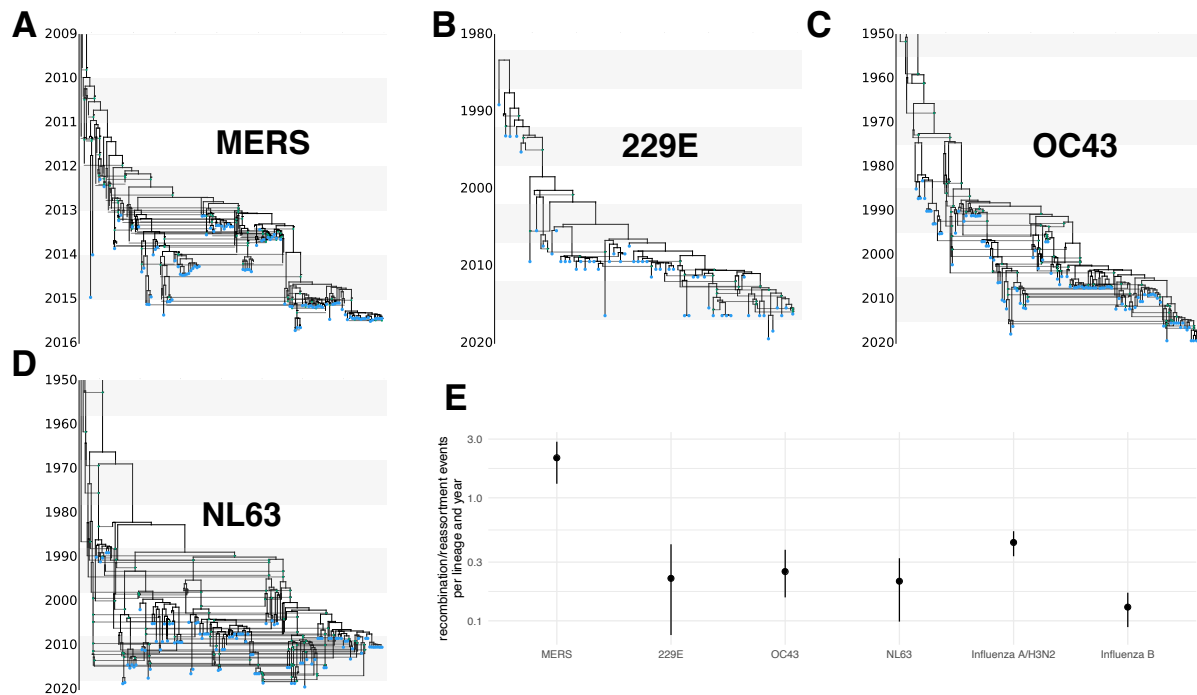 A
2009
2010
2011
2012
2013
2014
2015
2016
MERS
B
1980
1990
2000
2010
2020
229E
C
1950
1960
1970
1980
1990
2000
2010
2020
OC43
D
1950
1960
1970
1980
1990
2000
2010
2020
NL63
E
recombination/reassortment events
per lineage and year
3.0
1.0
0.3
0.1
MERS
229E
OC43
NL63
Influenza A/H3N2
Influenza B